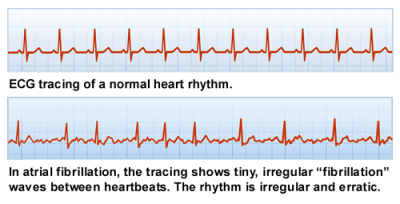 ECG tracing of a normal heart rhythm.
In atrial fibrillation, the tracing shows tiny, irregular “fibrillation”
waves between heartbeats. The rhythm is irregular and erratic.